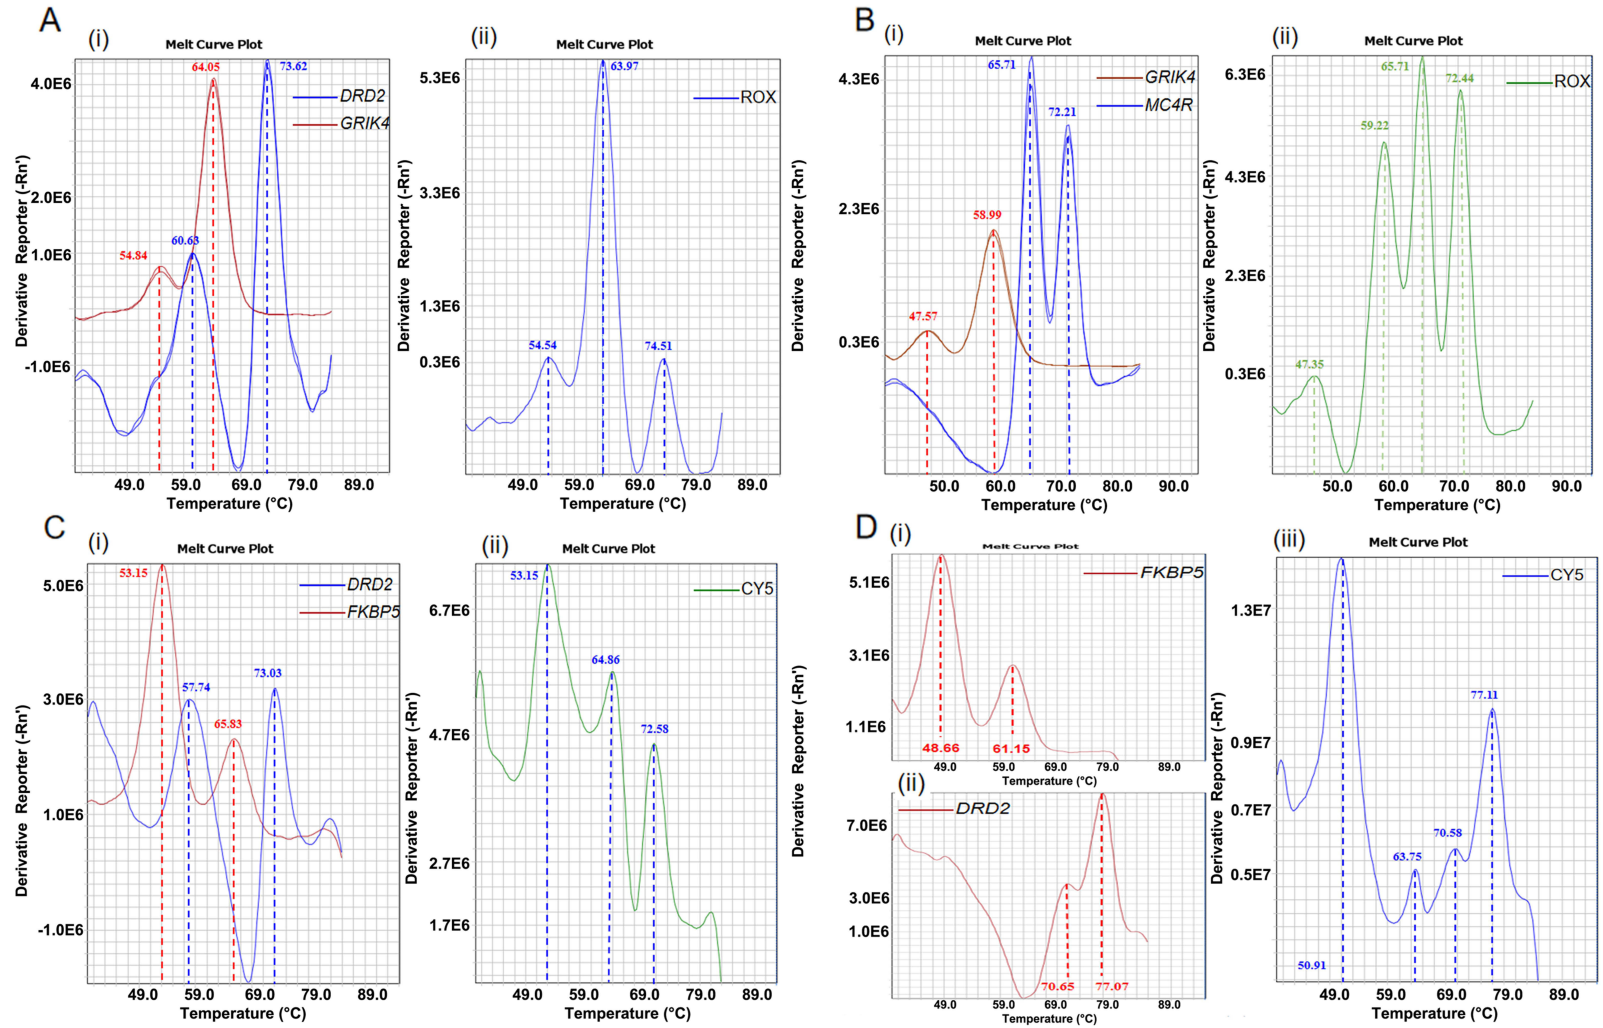 A
(i)
Melt Curve Plot
64.05
73.62
4.0E6
DRD2
GRIK4
2.0E6
60.63
54.84
1.0E6
-1.0E6
Derivative Reporter (-Rn')
49.0 59.0 69.0 79.0 89.0
Temperature (°C)
(ii)
Melt Curve Plot
63.97
5.3E6
ROX
3.3E6
1.3E6
54.54
74.51
0.3E6
Derivative Reporter (-Rn')
49.0 59.0 69.0 79.0 89.0
Temperature (°C)
B
(i)
Melt Curve Plot
65.71
4.3E6
GRIK4
MC4R
72.21
2.3E6
58.99
47.57
0.3E6
Derivative Reporter (-Rn')
50.0 60.0 70.0 80.0 90.0
Temperature (°C)
(ii)
Melt Curve Plot
65.71
6.3E6
72.44
ROX
59.22
4.3E6
2.3E6
47.35
0.3E6
Derivative Reporter (-Rn')
50.0 60.0 70.0 80.0 90.0
Temperature (°C)
C
(i)
Melt Curve Plot
53.15
5.0E6
DRD2
FKBP5
73.03
57.74
3.0E6
65.83
1.0E6
-1.0E6
Derivative Reporter (-Rn')
49.0 59.0 69.0 79.0 89.0
Temperature (°C)
(ii)
Melt Curve Plot
53.15
CY5
6.7E6
64.86
72.58
4.7E6
2.7E6
1.7E6
Derivative Reporter (-Rn')
49.0 59.0 69.0 79.0 89.0
Temperature (°C)
D
(i)
Melt Curve Plot
FKBP5
5.1E6
3.1E6
1.1E6
48.66
61.15
49.0 59.0 69.0 79.0 89.0
Temperature (°C)
(ii)
DRD2
7.0E6
3.0E6
1.0E6
70.65
77.07
Derivative Reporter (-Rn')
49.0 59.0 69.0 79.0 89.0
Temperature (°C)
(iii)
Melt Curve Plot
CY5
1.3E7
77.11
0.9E7
0.7E7
70.58
63.75
0.5E7
50.91
Derivative Reporter (-Rn')
49.0 59.0 69.0 79.0 89.0
Temperature (°C)